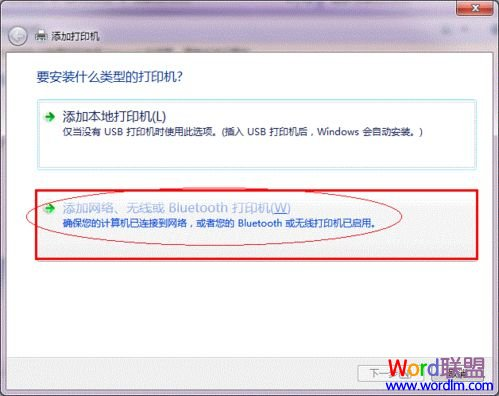 添加打印机
要安装什么类型的打印机?
添加本地打印机(L)
仅当没有 USB 打印机时使用此选项。(插入 USB 打印机后，Windows 会自动安装。)
添加网络、无线或 Bluetooth 打印机(W)
确保您的计算机已连接到网络，或者您的 Bluetooth 或无线打印机已启用。
下一步
取消
Word联盟
www.wordlm.com